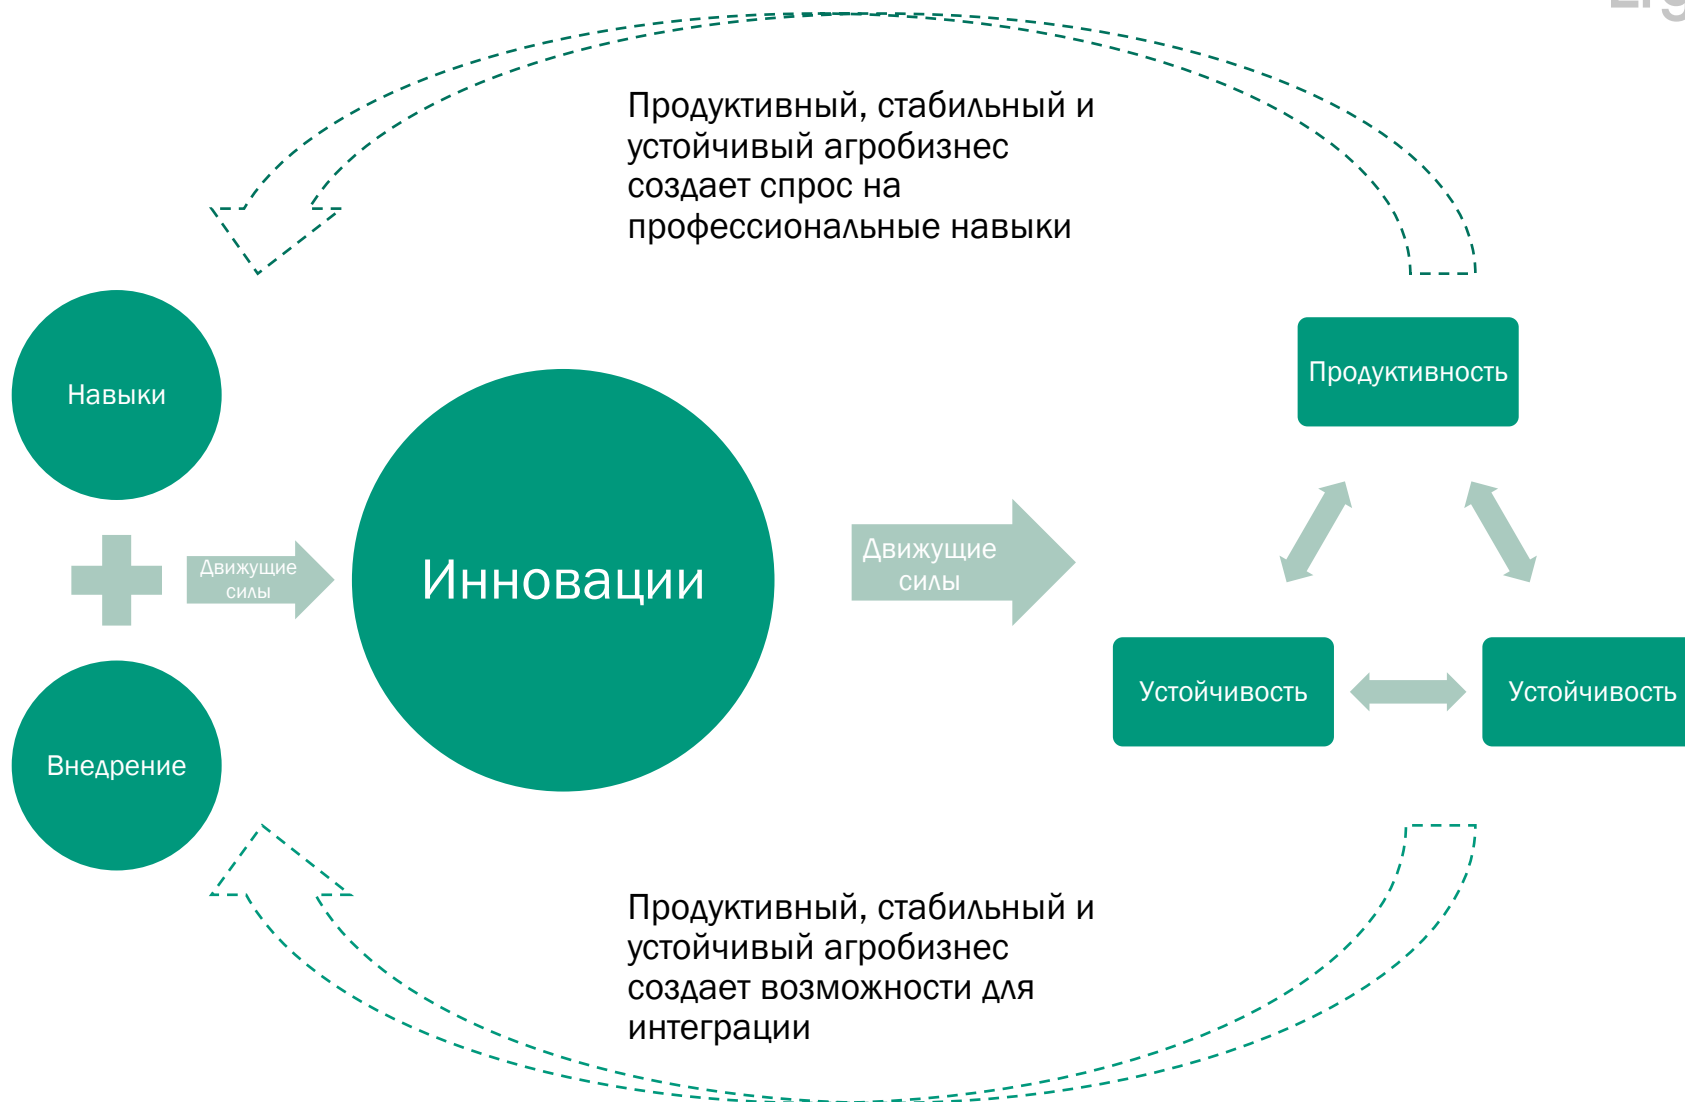 Продуктивный, стабильный и
устойчивый агробизнес
создает спрос на
профессиональные навыки
Навыки
Продуктивность
Движущие
силы
Инновации
Движущие
силы
Устойчивость
Устойчивость
Внедрение
Продуктивный, стабильный и
устойчивый агробизнес
создает возможности для
интеграции